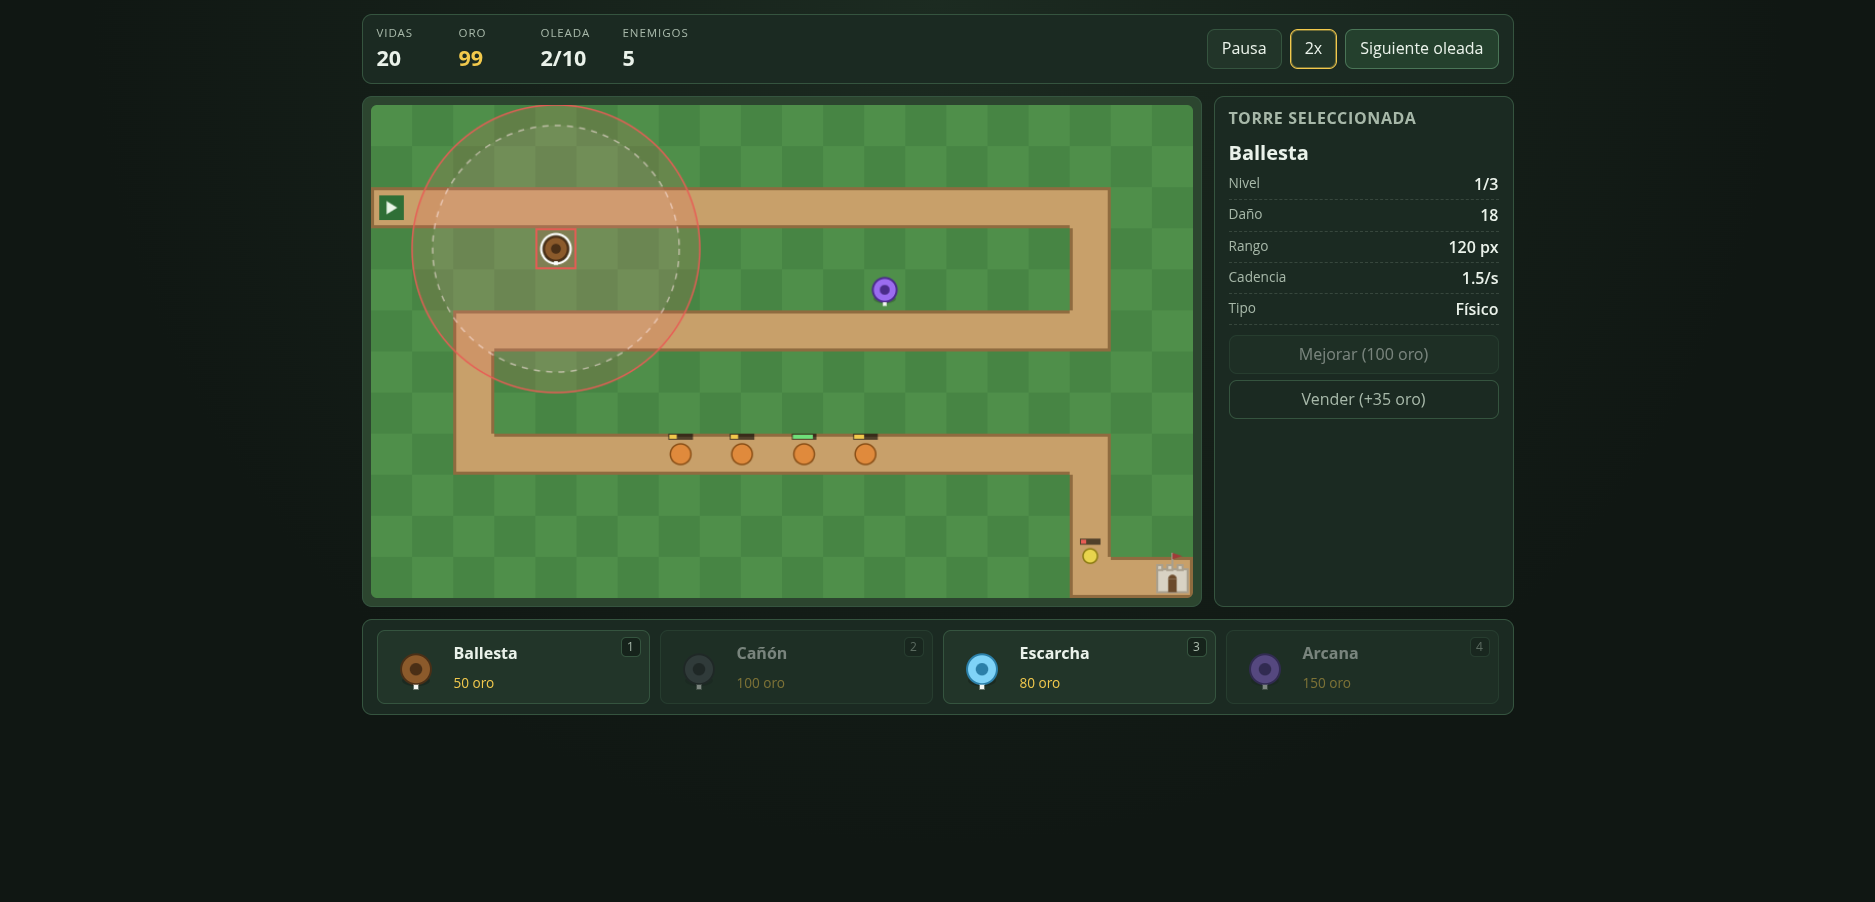 VIDAS ORO OLEADA ENEMIGOS
20 99 2/10 5
Pausa 2x Siguiente oleada
TORRE SELECCIONADA
Ballesta
Nivel 1/3
Daño 18
Rango 120 px
Cadencia 1.5/s
Tipo Físico
Mejorar (100 oro)
Vender (+35 oro)
Ballesta 1
50 oro
Cañón 2
100 oro
Escarcha 3
80 oro
Arcana 4
150 oro